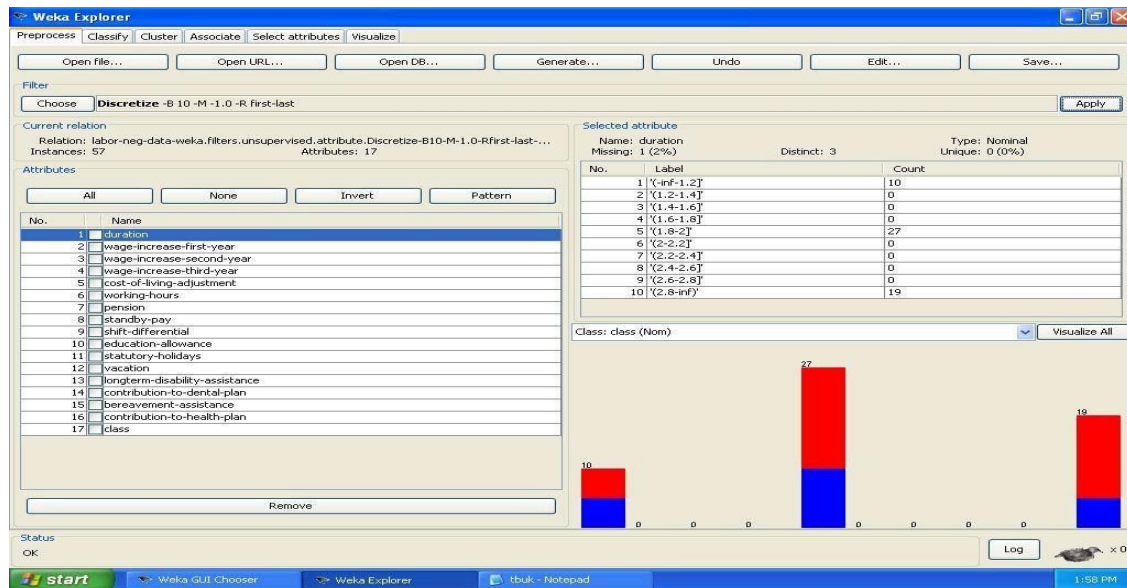 Weka Explorer
Preprocess Classify Cluster Associate Select attributes Visualize
Open file... Open URL... Open DB... Generate... Undo Edit... Save...
Filter
Choose Discretize -B 10 -M -1.0 -R first-last Apply
Current relation
Relation: labor-neg-data-weka.filters.unsupervised.attribute.Discretize-B10-M-1.0-Rfirst-last-...
Instances: 57 Attributes: 17
Attributes
All None Invert Pattern
No. Name
1 duration
2 wage-increase-first-year
3 wage-increase-second-year
4 wage-increase-third-year
5 cost-of-living-adjustment
6 working-hours
7 pension
8 standby-pay
9 shift-differential
10 education-allowance
11 statutory-holidays
12 vacation
13 longterm-disability-assistance
14 contribution-to-dental-plan
15 bereavement-assistance
16 contribution-to-health-plan
17 class
Remove
Selected attribute
Name: duration Type: Nominal
Missing: 1 (2%) Distinct: 3 Unique: 0 (0%)
No. Label Count
1 '(-inf-1.2]' 10
2 '(1.2-1.4]' 0
3 '(1.4-1.6]' 0
4 '(1.6-1.8]' 0
5 '(1.8-2]' 27
6 '(2-2.2]' 0
7 '(2.2-2.4]' 0
8 '(2.4-2.6]' 0
9 '(2.6-2.8]' 0
10 '(2.8-inf)' 19
Class: class (Nom) Visualize All
10 0 0 0 27 0 0 0 0 19
Status
OK Log x 0
start Weka GUI Chooser Weka Explorer tbuk - Notepad 1:58 PM